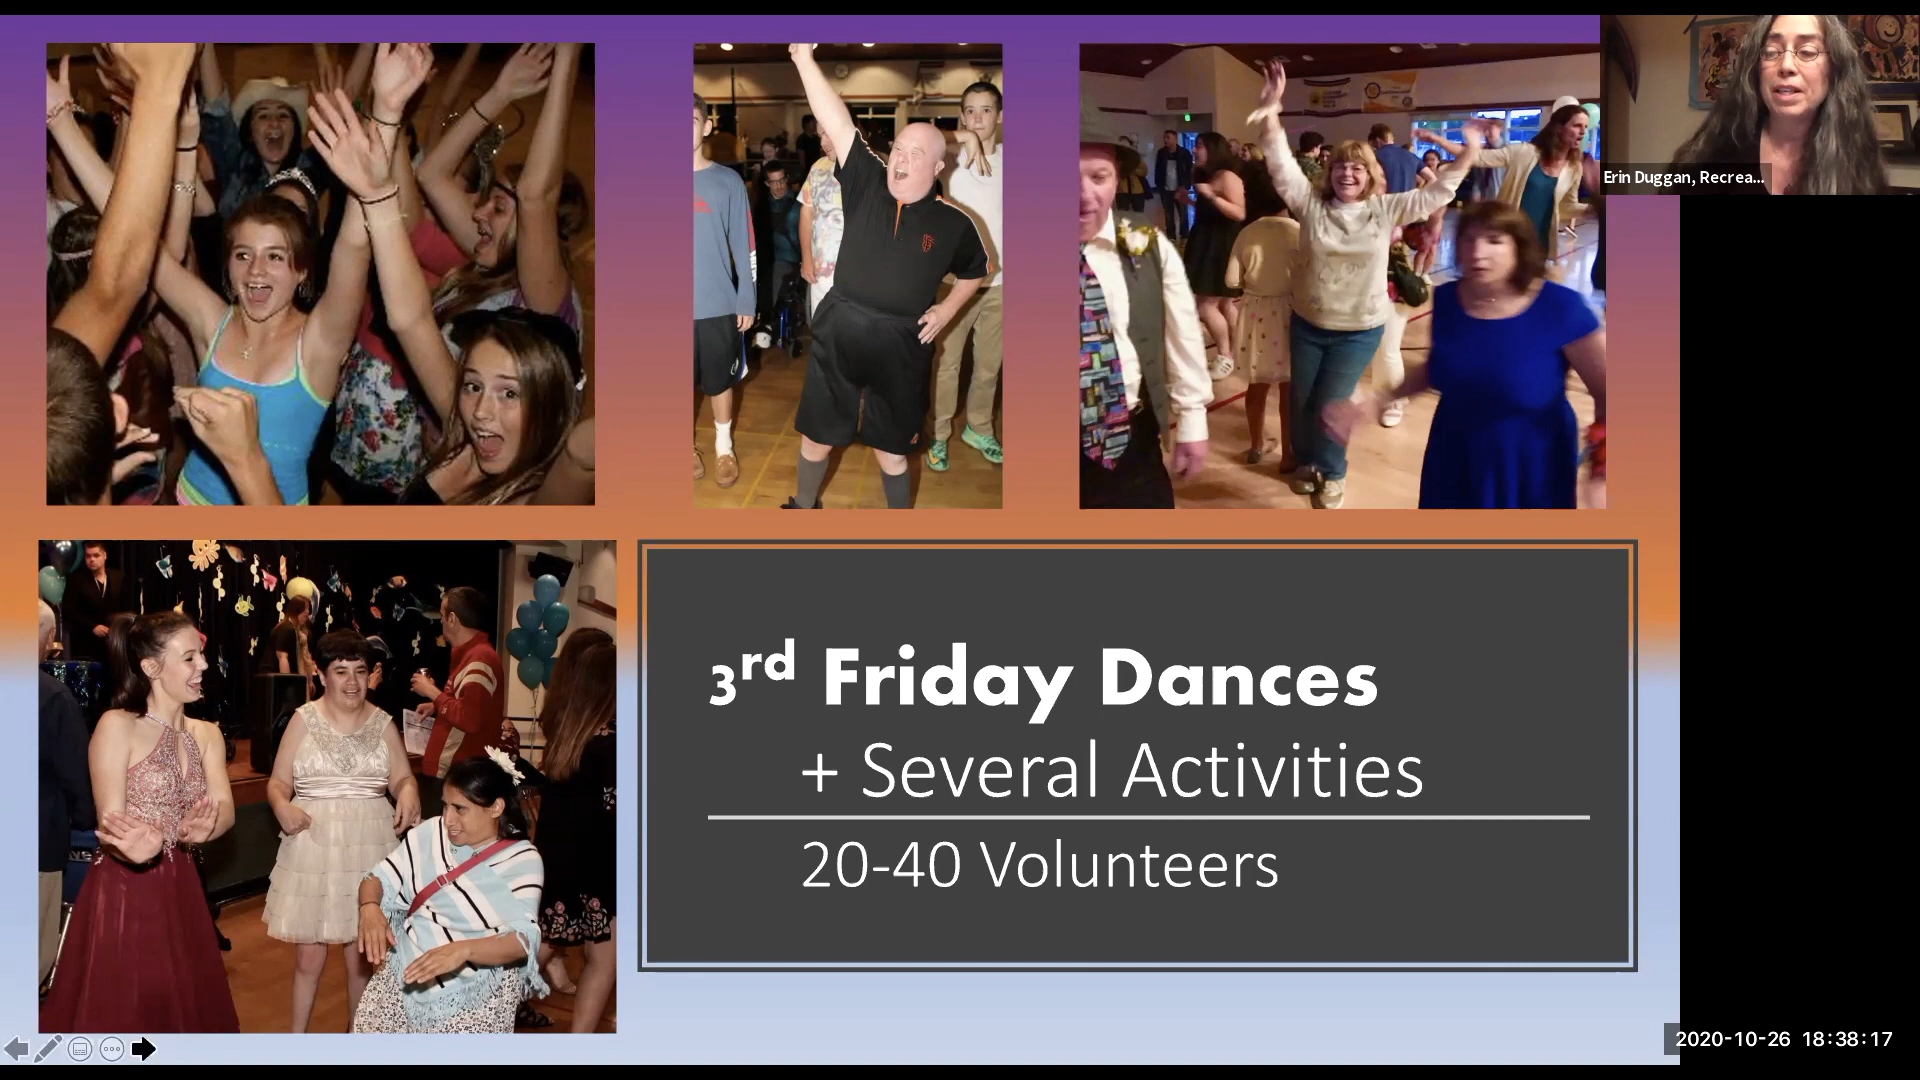 Erin Duggan, Recrea...
3rd Friday Dances
+ Several Activities
20-40 Volunteers
2020-10-26 18:38:17